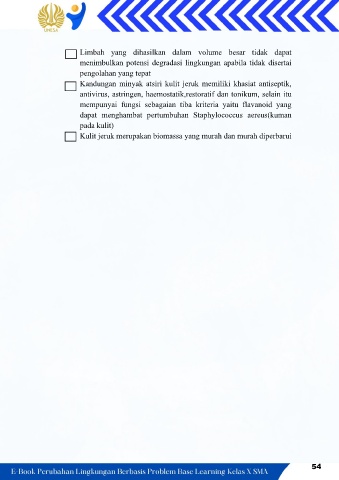 UNESA
Limbah yang dihasilkan dalam volume besar tidak dapat
menimbulkan potensi degradasi lingkungan apabila tidak disertai
pengolahan yang tepat
Kandungan minyak atsiri kulit jeruk memiliki khasiat antiseptik,
antivirus, astringen, haemostatik,restoratif dan tonikum, selain itu
mempunyai fungsi sebagaian tiba kriteria yaitu flavanoid yang
dapat menghambat pertumbuhan Staphylococcus aereus(kuman
pada kulit)
Kulit jeruk merupakan biomassa yang murah dan murah diperbarui
E-Book Perubahan Lingkungan Berbasis Problem Base Learning Kelas X SMA
54